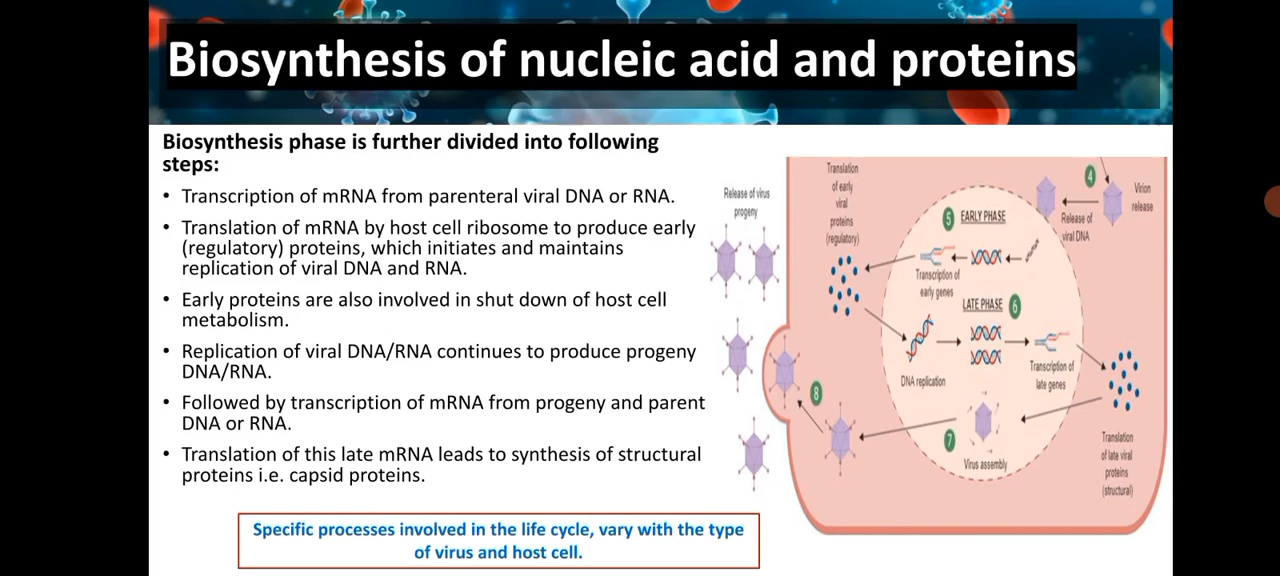 Biosynthesis of nucleic acid and proteins
Biosynthesis phase is further divided into following
steps:
• Transcription of mRNA from parenteral viral DNA or RNA.
• Translation of mRNA by host cell ribosome to produce early
(regulatory) proteins, which initiates and maintains
replication of viral DNA and RNA.
• Early proteins are also involved in shut down of host cell
metabolism.
• Replication of viral DNA/RNA continues to produce progeny
DNA/RNA.
• Followed by transcription of mRNA from progeny and parent
DNA or RNA.
• Translation of this late mRNA leads to synthesis of structural
proteins i.e. capsid proteins.
Specific processes involved in the life cycle, vary with the type
of virus and host cell.
Release of virus
progeny
Translation
of early
viral
proteins
(regulatory)
4
Virion
release
Release of
viral DNA
5
EARLY PHASE
Transcription of
early genes
LATE PHASE
6
DNA replication
Transcription of
late genes
8
7
Virus assembly
Translation
of late viral
proteins
(structural)